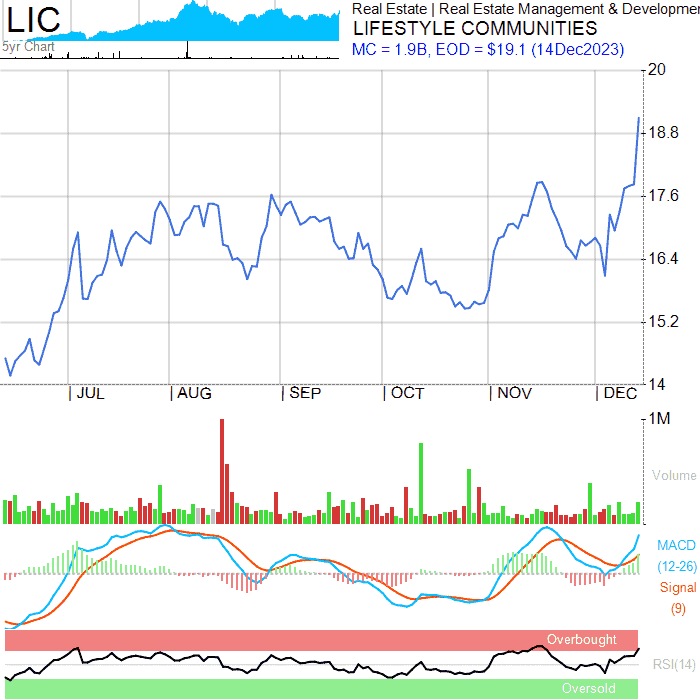 LIC
5yr Chart
Real Estate | Real Estate Management & Developmen
LIFESTYLE COMMUNITIES
MC = 1.9B, EOD = $19.1 (14Dec2023)
20
18.8
17.6
16.4
15.2
14
| JUL | AUG | SEP | OCT | NOV | DEC
1M
Volume
MACD
(12-26)
Signal
(9)
Overbought
RSI(14)
Oversold